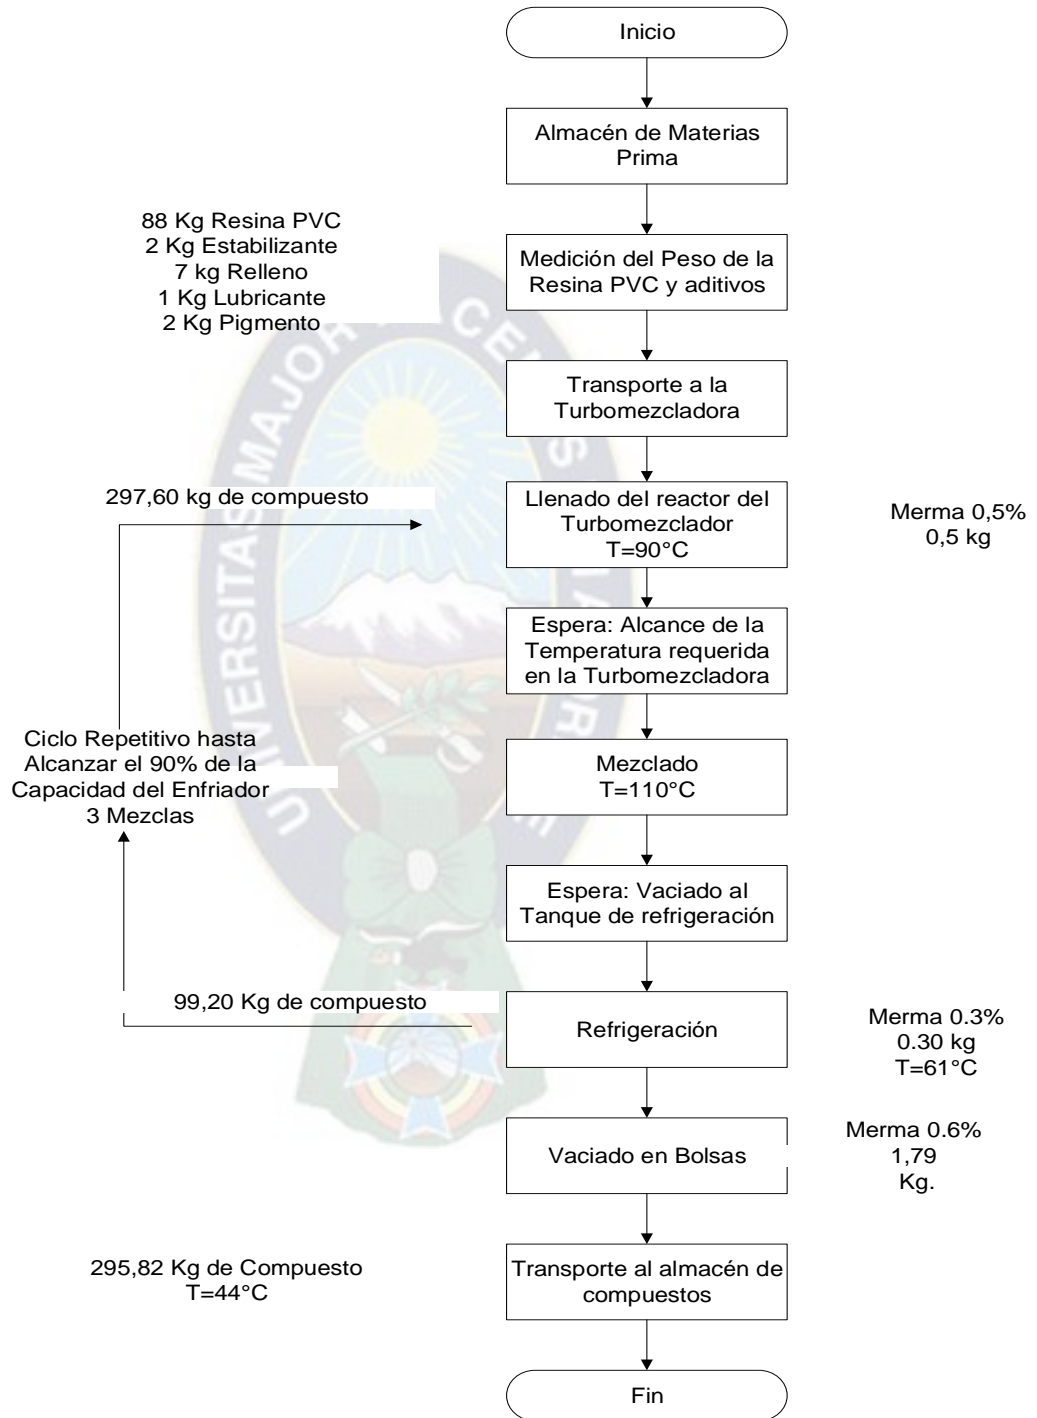 Inicio
Almacén de Materias
Prima
88 Kg Resina PVC
2 Kg Estabilizante
7 kg Relleno
1 Kg Lubricante
2 Kg Pigmento
Medición del Peso de la
Resina PVC y aditivos
Transporte a la
Turbomezcladora
297,60 kg de compuesto
Llenado del reactor del
Turbomezclador
T=90°C
Merma 0,5%
0,5 kg
Espera: Alcance de la
Temperatura requerida
en la Turbomezcladora
Ciclo Repetitivo hasta
Alcanzar el 90% de la
Capacidad del Enfriador
3 Mezclas
Mezclado
T=110°C
Espera: Vaciado al
Tanque de refrigeración
99,20 Kg de compuesto
Refrigeración
Merma 0.3%
0.30 kg
T=61°C
Vaciado en Bolsas
Merma 0.6%
1,79
Kg.
295,82 Kg de Compuesto
T=44°C
Transporte al almacén de
compuestos
Fin